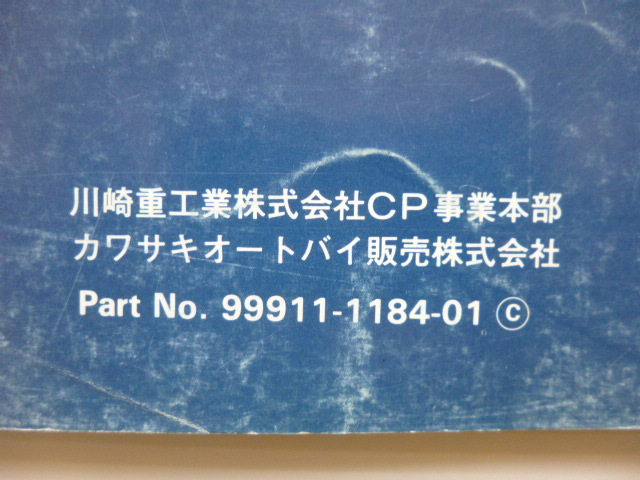 川崎重工業株式会社CP事業本部
カワサキオートバイ販売株式会社
Part No. 99911-1184-01 ©